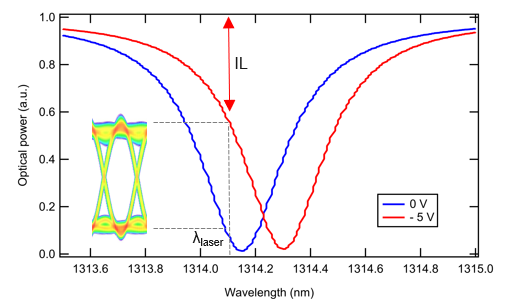 1.0
0.8
0.6
0.4
0.2
0.0
Optical power (a.u.)
IL
λlaser
0 V
- 5 V
1313.6 1313.8 1314.0 1314.2 1314.4 1314.6 1314.8 1315.0
Wavelength (nm)